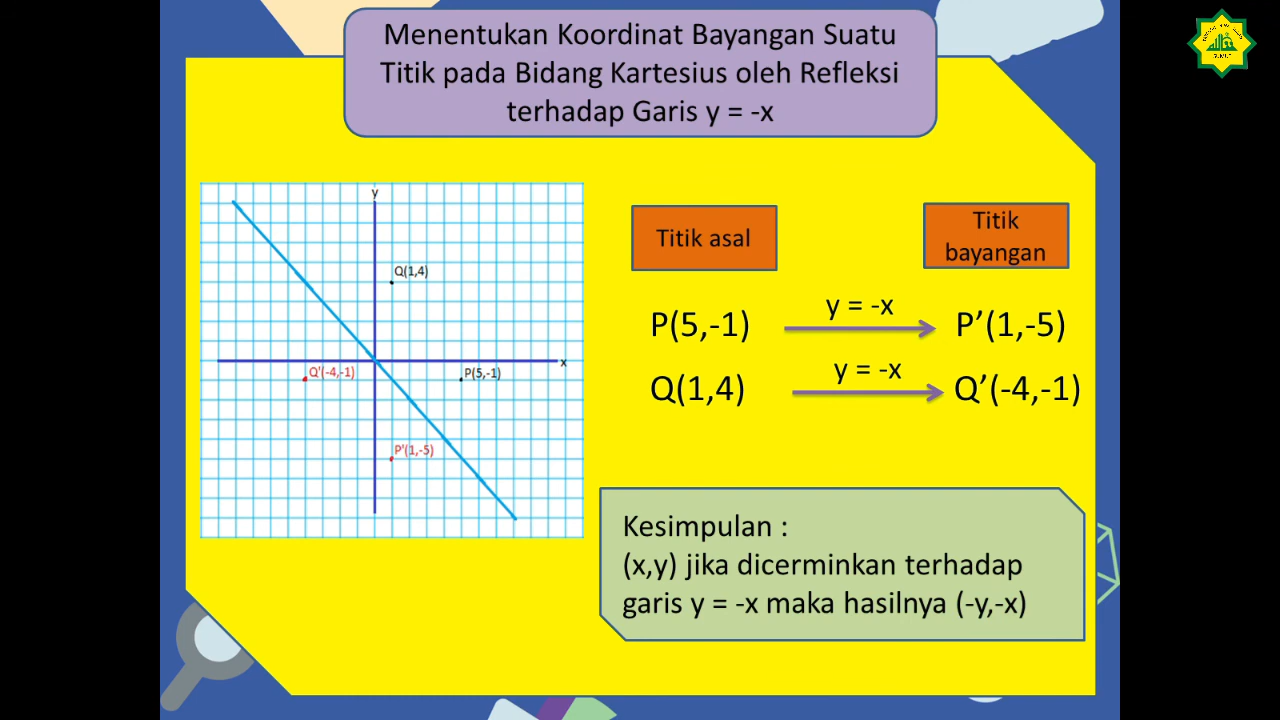 Menentukan Koordinat Bayangan Suatu
Titik pada Bidang Kartesius oleh Refleksi
terhadap Garis y = -x
y
Q(1,4)
x
Q'(-4,-1)
P(5,-1)
P'(1,-5)
Titik asal
Titik
bayangan
P(5,-1)
y = -x
P’(1,-5)
Q(1,4)
y = -x
Q’(-4,-1)
Kesimpulan :
(x,y) jika dicerminkan terhadap
garis y = -x maka hasilnya (-y,-x)